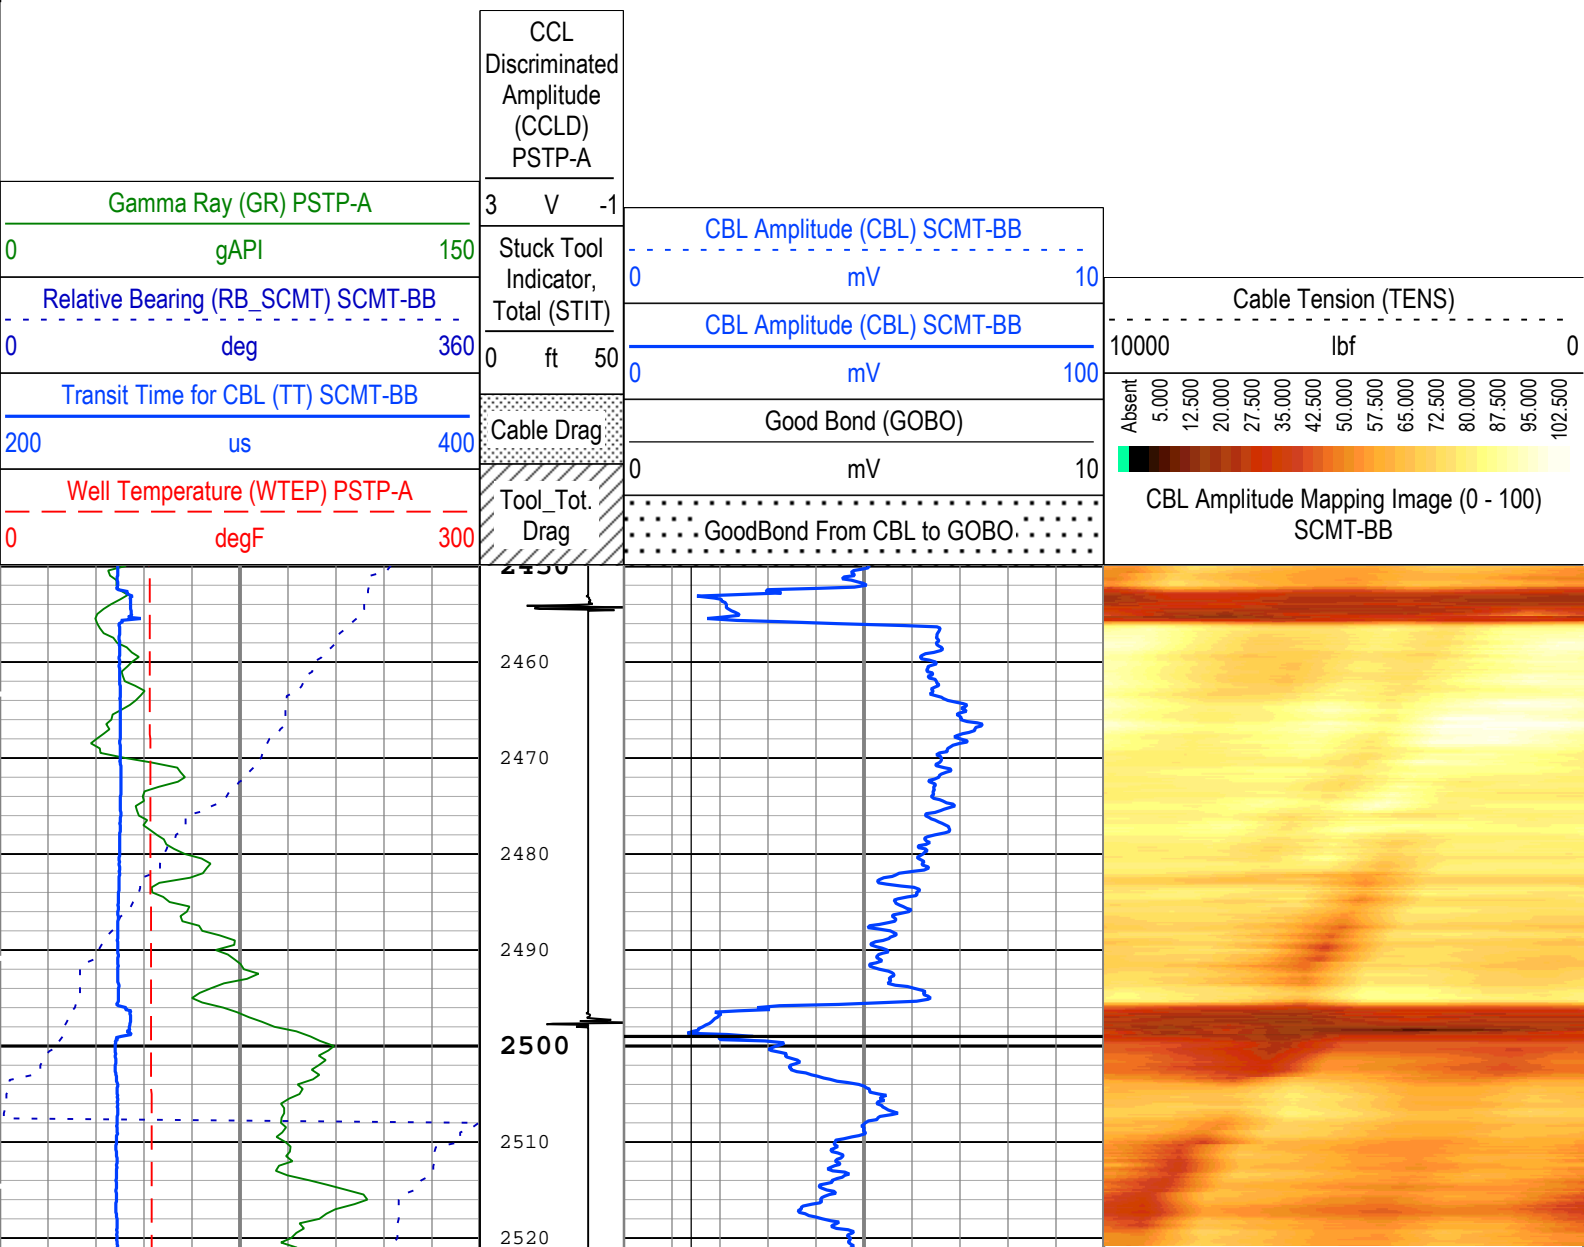 CCL
Discriminated
Amplitude
(CCLD)
PSTP-A
3 V -1
Stuck Tool
Indicator,
Total (STIT)
0 ft 50
Cable Drag
Tool_Tot.
Drag
Gamma Ray (GR) PSTP-A
0 gAPI 150
Relative Bearing (RB_SCMT) SCMT-BB
0 deg 360
Transit Time for CBL (TT) SCMT-BB
200 us 400
Well Temperature (WTEP) PSTP-A
0 degF 300
CBL Amplitude (CBL) SCMT-BB
0 mV 10
CBL Amplitude (CBL) SCMT-BB
0 mV 100
Good Bond (GOBO)
0 mV 10
GoodBond From CBL to GOBO
Cable Tension (TENS)
10000 lbf 0
Absent 5.000 12.500 20.000 27.500 35.000 42.500 50.000 57.500 65.000 72.500 80.000 87.500 95.000 102.500
CBL Amplitude Mapping Image (0 - 100)
SCMT-BB
2450
2460
2470
2480
2490
2500
2510
2520